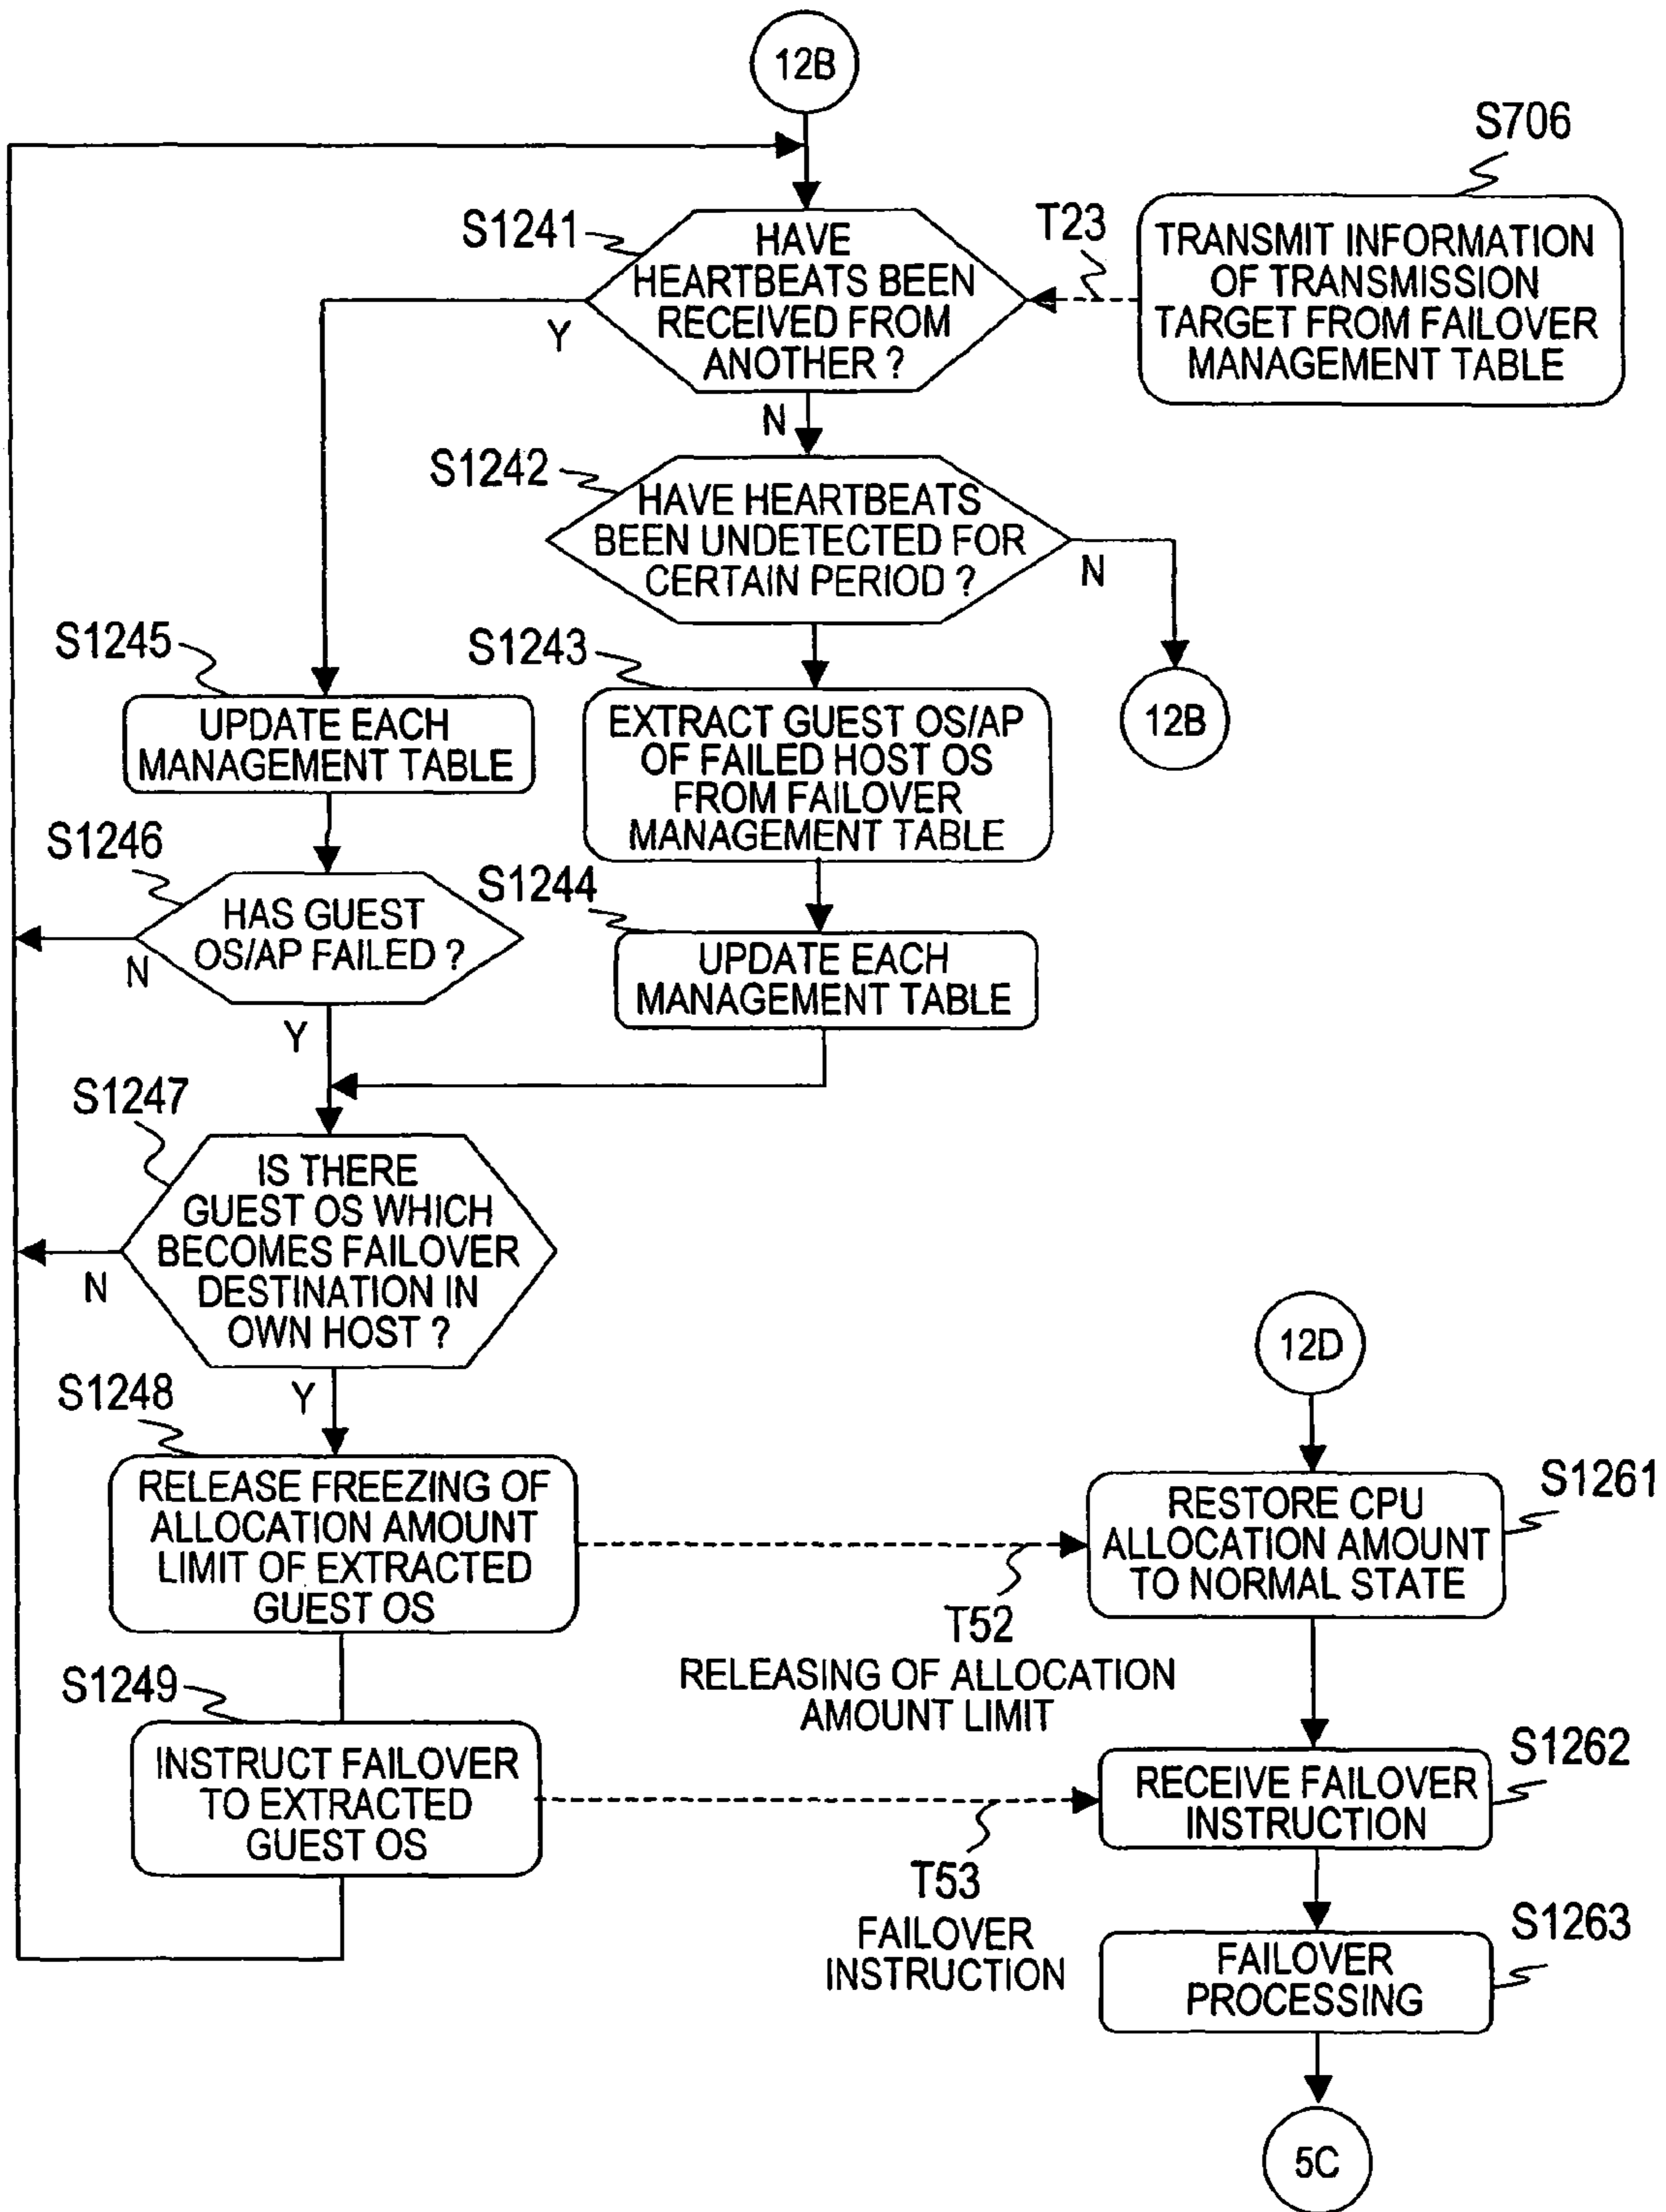 12B
S706
S1241
T23
HAVE
HEARTBEATS BEEN
RECEIVED FROM
ANOTHER ?
TRANSMIT INFORMATION
OF TRANSMISSION
TARGET FROM FAILOVER
MANAGEMENT TABLE
Y
N
S1242
HAVE HEARTBEATS
BEEN UNDETECTED FOR
CERTAIN PERIOD ?
N
12B
S1245
UPDATE EACH
MANAGEMENT TABLE
S1243
EXTRACT GUEST OS/AP
OF FAILED HOST OS
FROM FAILOVER
MANAGEMENT TABLE
S1246
HAS GUEST
OS/AP FAILED ?
N
Y
S1244
UPDATE EACH
MANAGEMENT TABLE
S1247
IS THERE
GUEST OS WHICH
BECOMES FAILOVER
DESTINATION IN
OWN HOST ?
N
Y
12D
S1248
RELEASE FREEZING OF
ALLOCATION AMOUNT
LIMIT OF EXTRACTED
GUEST OS
S1261
RESTORE CPU
ALLOCATION AMOUNT
TO NORMAL STATE
T52
RELEASING OF ALLOCATION
AMOUNT LIMIT
S1249
INSTRUCT FAILOVER
TO EXTRACTED
GUEST OS
S1262
RECEIVE FAILOVER
INSTRUCTION
T53
FAILOVER
INSTRUCTION
S1263
FAILOVER
PROCESSING
5C